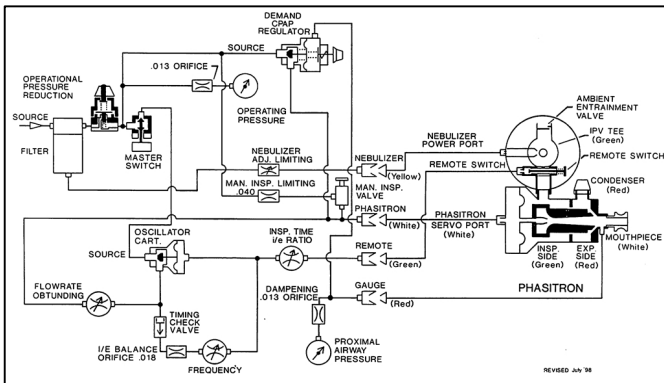 DEMAND
CPAP
REGULATOR
SOURCE
.013 ORIFICE
OPERATIONAL
PRESSURE
REDUCTION
OPERATING
PRESSURE
SOURCE
FILTER
MASTER
SWITCH
AMBIENT
ENTRAINMENT
VALVE
NEBULIZER
POWER PORT
IPV TEE
(Green)
REMOTE SWITCH
REMOTE SWITCH
CONDENSER
(Red)
NEBULIZER
ADJ. LIMITING
NEBULIZER
(Yellow)
MAN. INSP. LIMITING
.040
MAN. INSP.
VALVE
PHASITRON
(White)
PHASITRON
SERVO PORT
(White)
MOUTHPIECE
(White)
INSP.
SIDE
(Green)
EXP.
SIDE
(Red)
PHASITRON
OSCILLATOR
CART.
SOURCE
INSP. TIME
i/e RATIO
REMOTE
(Green)
FLOWRATE
OBTUNDING
DAMPENING
.013 ORIFICE
GAUGE
(Red)
TIMING
CHECK
VALVE
I/E BALANCE
ORIFICE .018
FREQUENCY
PROXIMAL
AIRWAY
PRESSURE
REVISED July '98